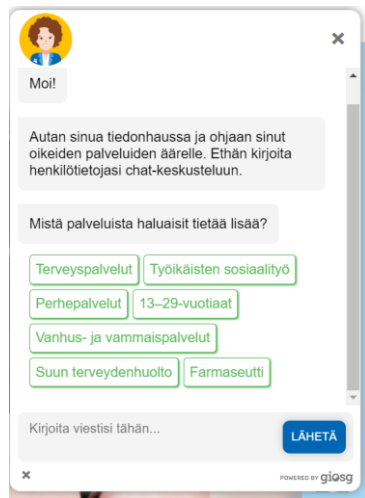 Moi!
Autan sinua tiedonhaussa ja ohjaan sinut
oikeiden palveluiden äärelle. Ethän kirjoita
henkilötietojasi chat-keskusteluun.
Mistä palveluista haluaisit tietää lisää?
Terveyspalvelut Työikäisten sosiaalityö
Perhepalvelut 13–29-vuotiaat
Vanhus- ja vammaispalvelut
Suun terveydenhuolto Farmaseutti
Kirjoita viestisi tähän...
LÄHETÄ
POWERED BY giosg